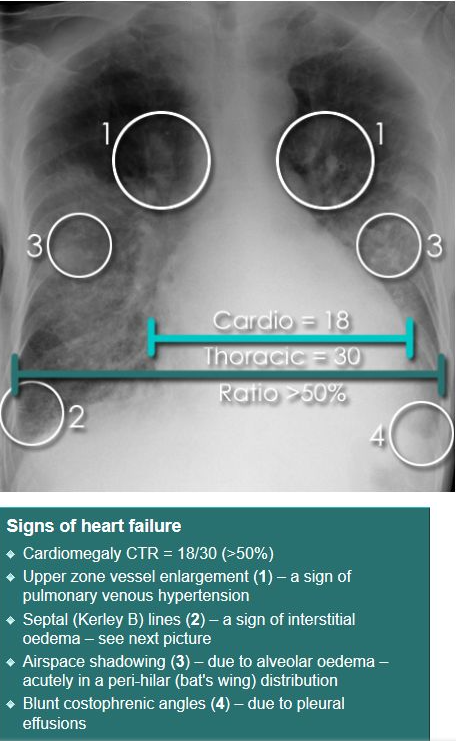 1
1
3
3
Cardio = 18
Thoracic = 30
Ratio >50%
2
4
Signs of heart failure
Cardiomegaly CTR = 18/30 (>50%)
Upper zone vessel enlargement (1) – a sign of
pulmonary venous hypertension
Septal (Kerley B) lines (2) – a sign of interstitial
oedema – see next picture
Airspace shadowing (3) – due to alveolar oedema –
acutely in a peri-hilar (bat's wing) distribution
Blunt costophrenic angles (4) – due to pleural
effusions